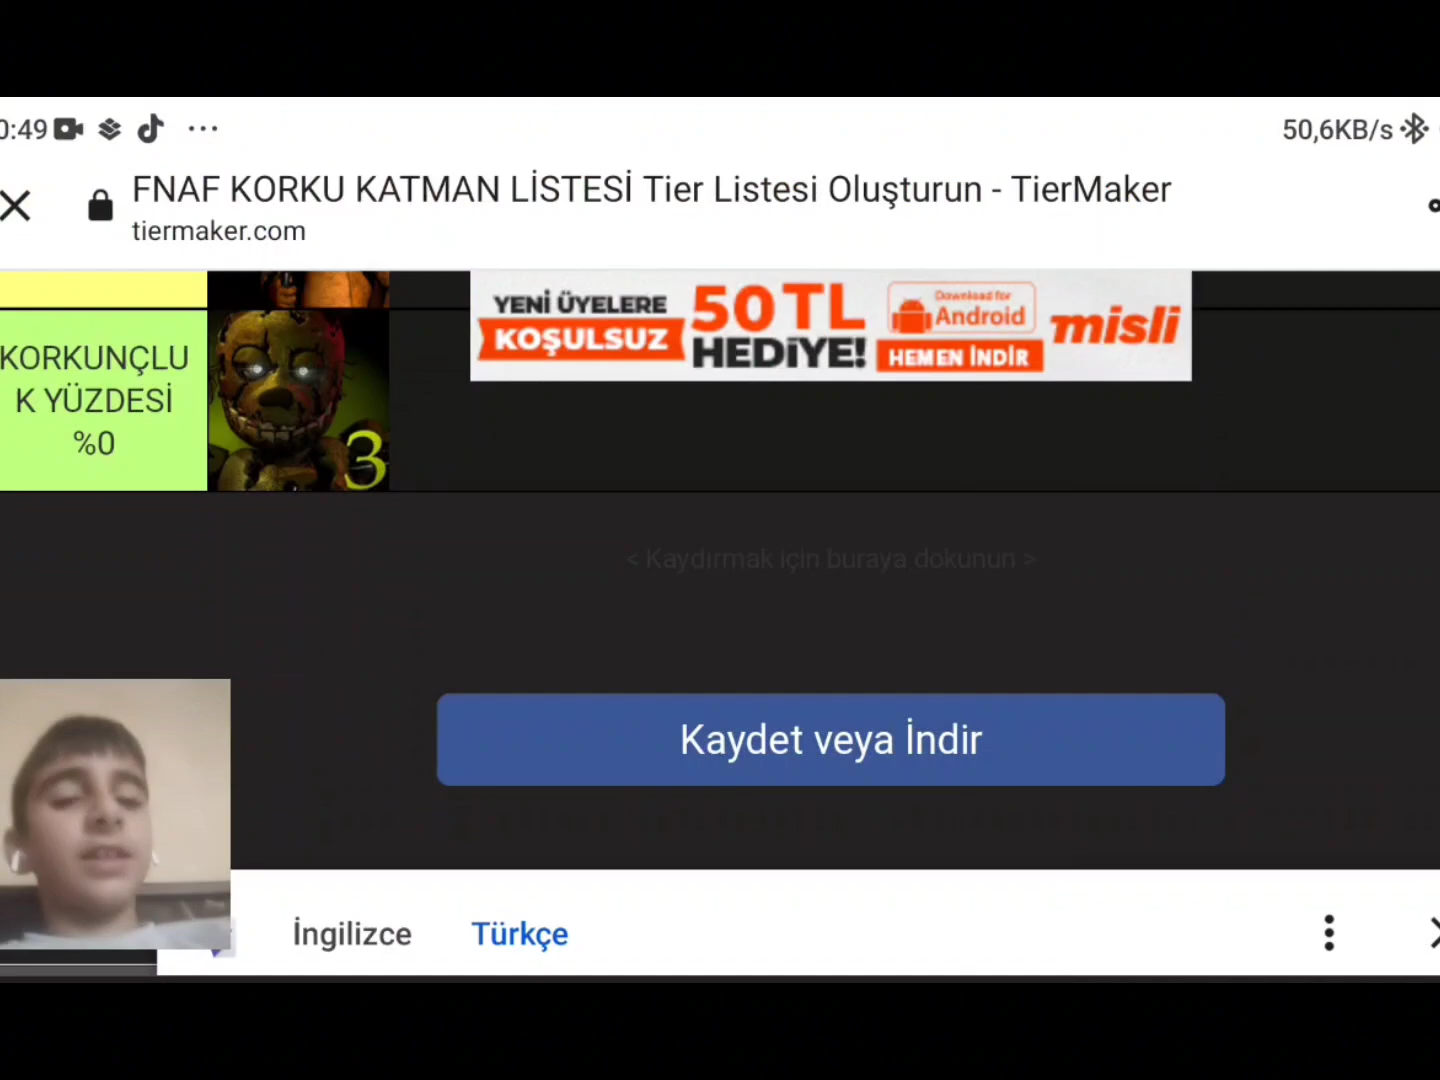 0:49
50,6KB/s
FNAF KORKU KATMAN LİSTESİ Tier Listesi Oluşturun - TierMaker
tiermaker.com
YENİ ÜYELERE
KOŞULSUZ
50 TL
HEDİYE!
Download for
Android
HEMEN İNDİR
misli
KORKUNÇLU
K YÜZDESİ
%0
3
< Kaydırmak için buraya dokunun >
Kaydet veya İndir
İngilizce
Türkçe